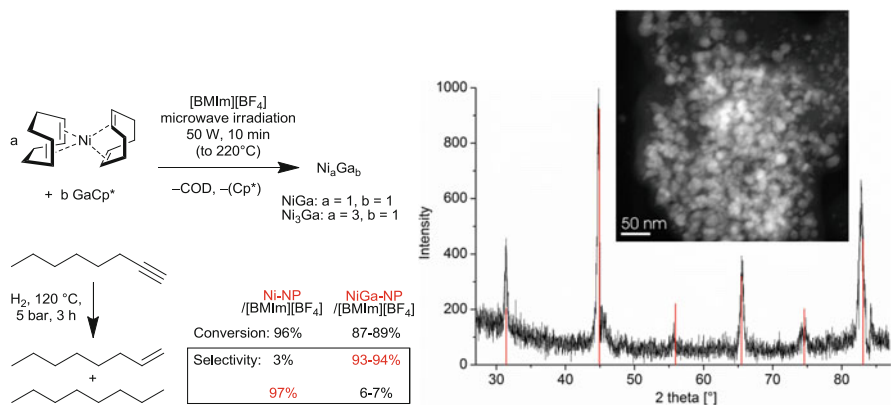 [BMIm][BF₄]
microwave irradiation
50 W, 10 min
(to 220°C)
a
Ni
NiₐGa_b
+ b GaCp*
–COD, –(Cp*)
NiGa: a = 1, b = 1
Ni₃Ga: a = 3, b = 1
H₂, 120 °C,
5 bar, 3 h
Ni-NP NiGa-NP
/[BMIm][BF₄] /[BMIm][BF₄]
Conversion: 96% 87-89%
Selectivity: 3% 93-94%
+
97% 6-7%
1000
800
600
400
200
0
Intensity
50 nm
30 40 50 60 70 80
2 theta [°]